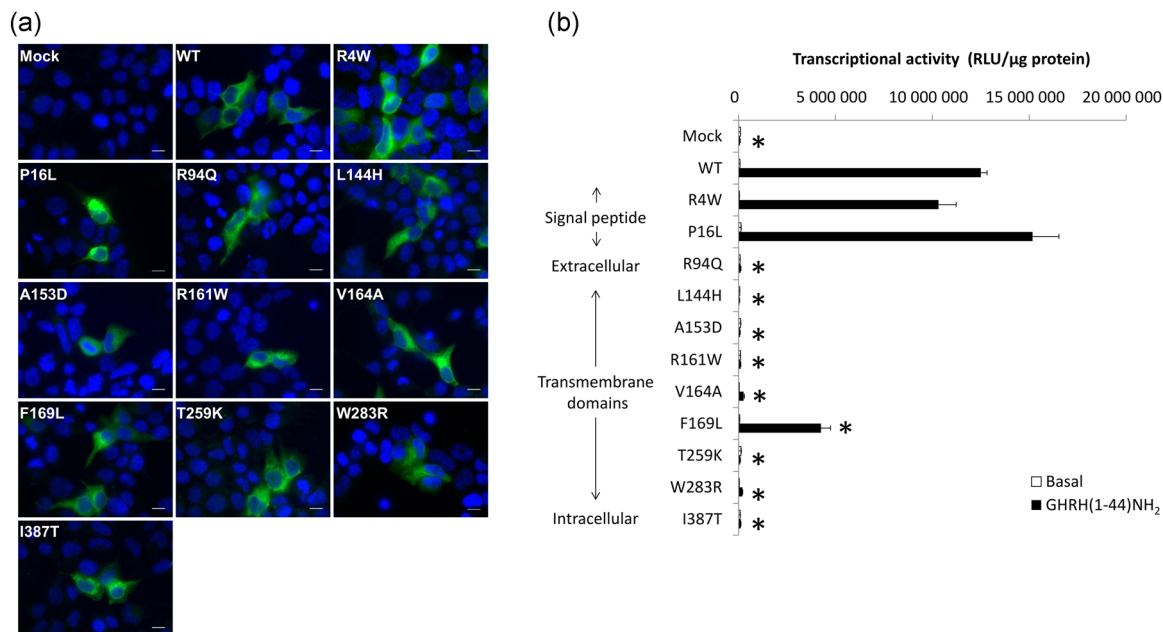 (a)
Mock
WT
R4W
P16L
R94Q
L144H
A153D
R161W
V164A
F169L
T259K
W283R
I387T
(b)
Transcriptional activity (RLU/µg protein)
0
5 000 000
10 000 000
15 000 000
20 000 000
Mock
*
WT
R4W
P16L
R94Q
*
L144H
*
A153D
*
R161W
*
V164A
*
F169L
*
T259K
*
W283R
*
I387T
*
Signal peptide
Extracellular
Transmembrane
domains
Intracellular
Basal
GHRH(1-44)NH₂